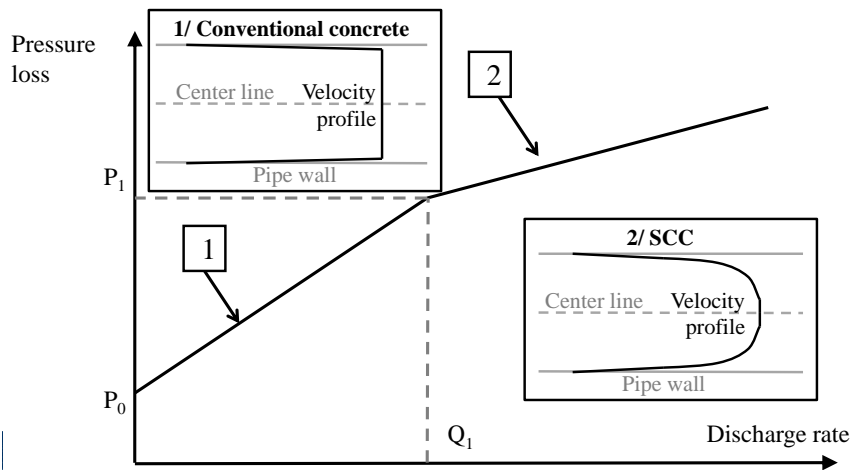 Pressure
loss
1/ Conventional concrete
Center line
Velocity
profile
Pipe wall
2
P₁
1
2/ SCC
Center line
Velocity
profile
Pipe wall
P₀
Q₁
Discharge rate